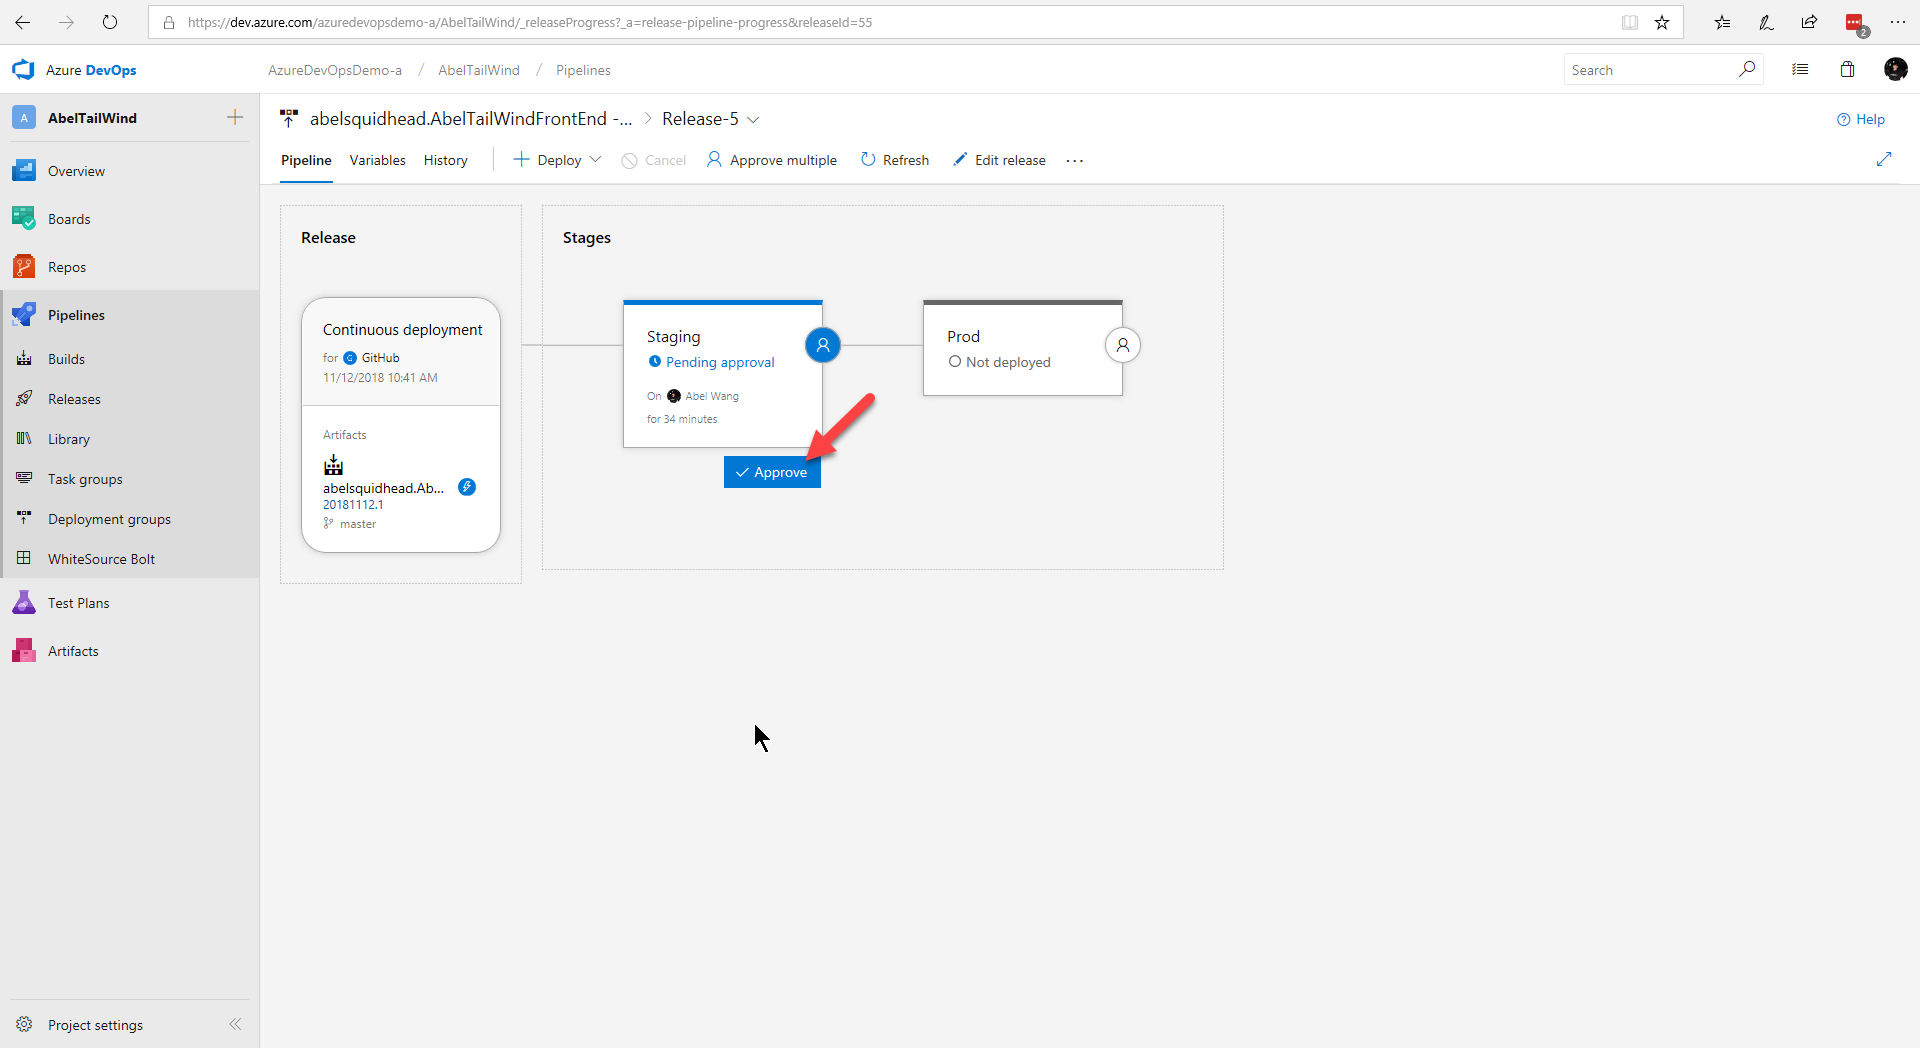 https://dev.azure.com/azuredevopsdemo-a/AbelTailWind/_releaseProgress?_a=release-pipeline-progress&releaseId=55
2
Azure DevOps
AzureDevOpsDemo-a / AbelTailWind / Pipelines
Search
A AbelTailWind
Overview
Boards
Repos
Pipelines
Builds
Releases
Library
Task groups
Deployment groups
WhiteSource Bolt
Test Plans
Artifacts
Project settings
abelsquidhead.AbelTailWindFrontEnd -... > Release-5
Help
Pipeline Variables History Deploy Cancel Approve multiple Refresh Edit release ...
Release
Continuous deployment
for G GitHub
11/12/2018 10:41 AM
Artifacts
abelsquidhead.Ab...
20181112.1
master
Stages
Staging
Pending approval
On Abel Wang
for 34 minutes
Approve
Prod
Not deployed